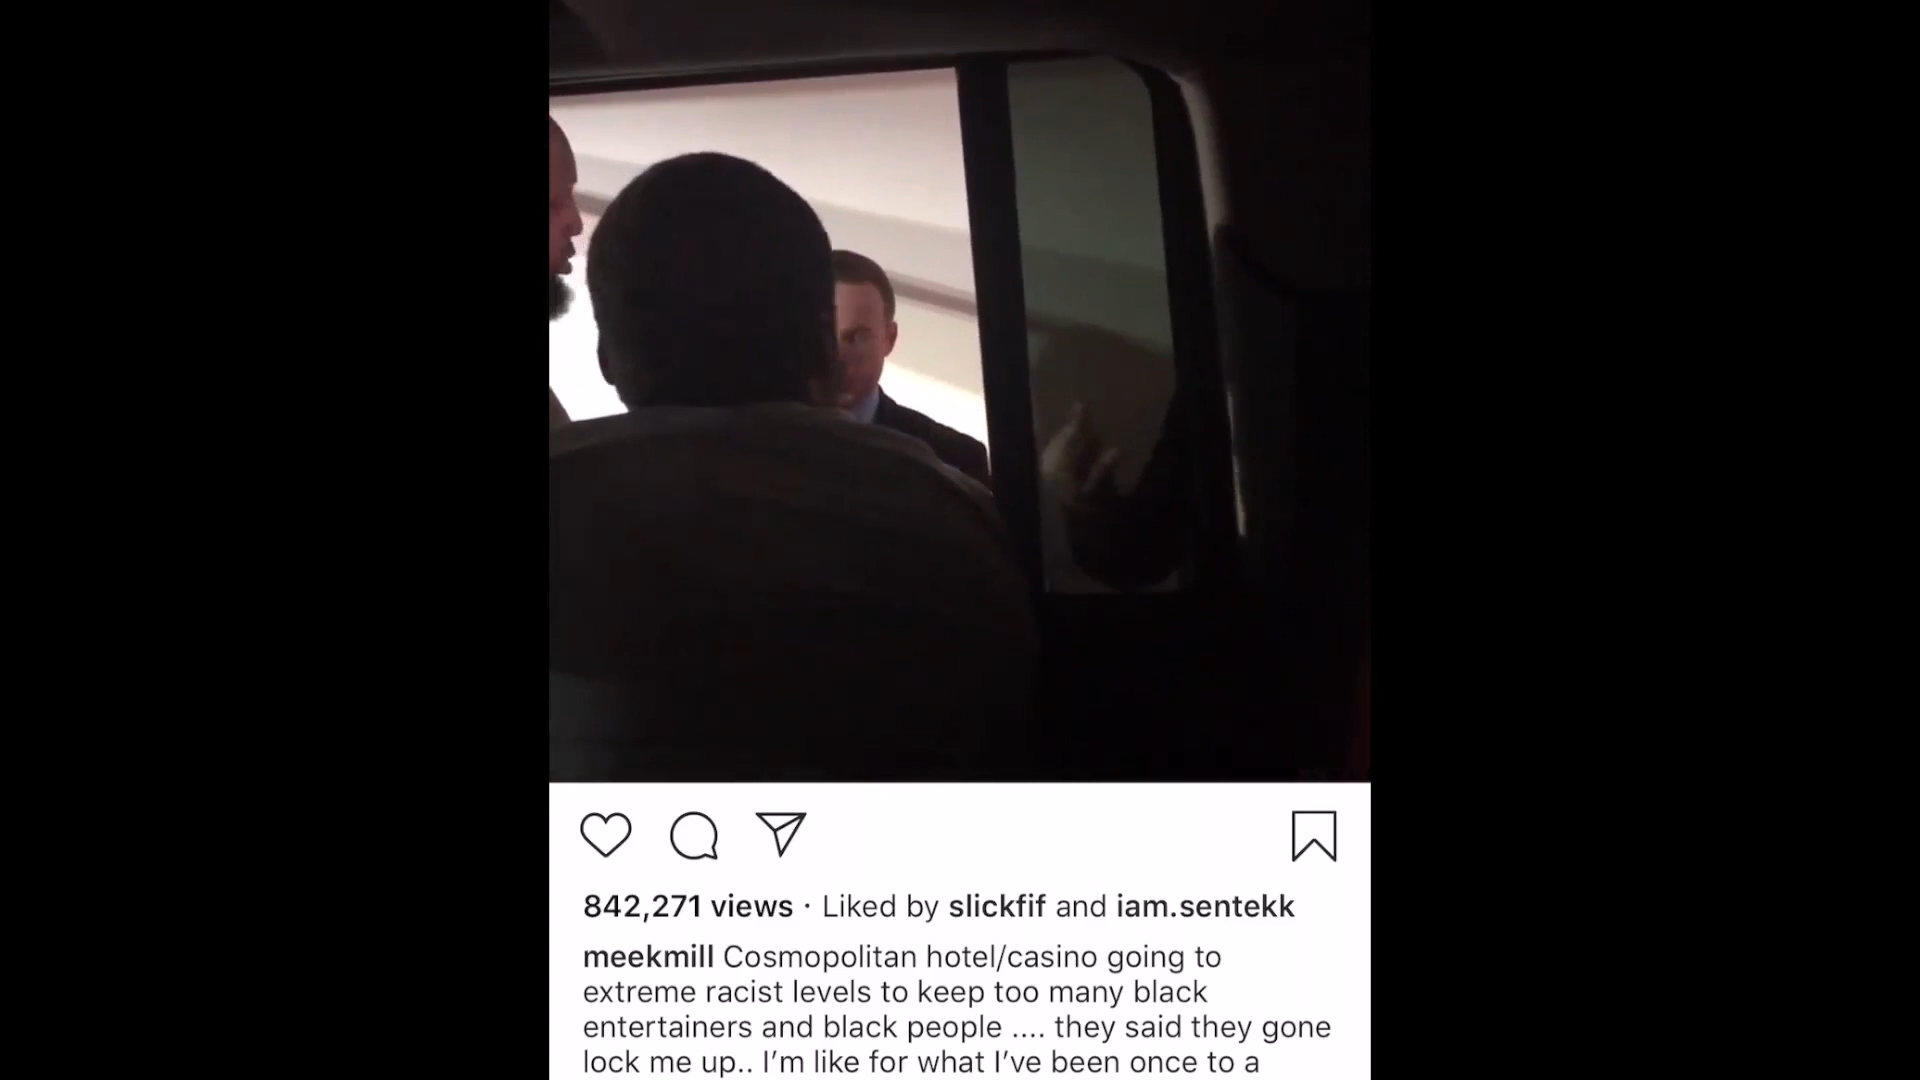 842,271 views · Liked by slickfif and iam.sentekk
meekmill Cosmopolitan hotel/casino going to
extreme racist levels to keep too many black
entertainers and black people .... they said they gone
lock me up.. I’m like for what I’ve been once to a